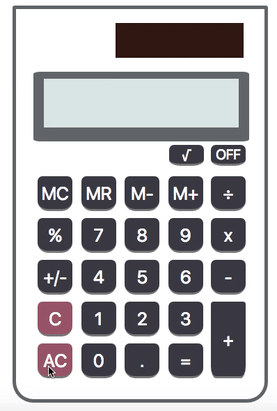 √ OFF
MC MR M- M+ ÷
% 7 8 9 x
+/- 4 5 6 -
C 1 2 3 +
AC 0 . =